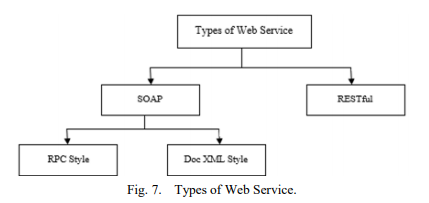 Types of Web Service
SOAP
RESTful
RPC Style
Doc XML Style
Fig. 7. Types of Web Service.